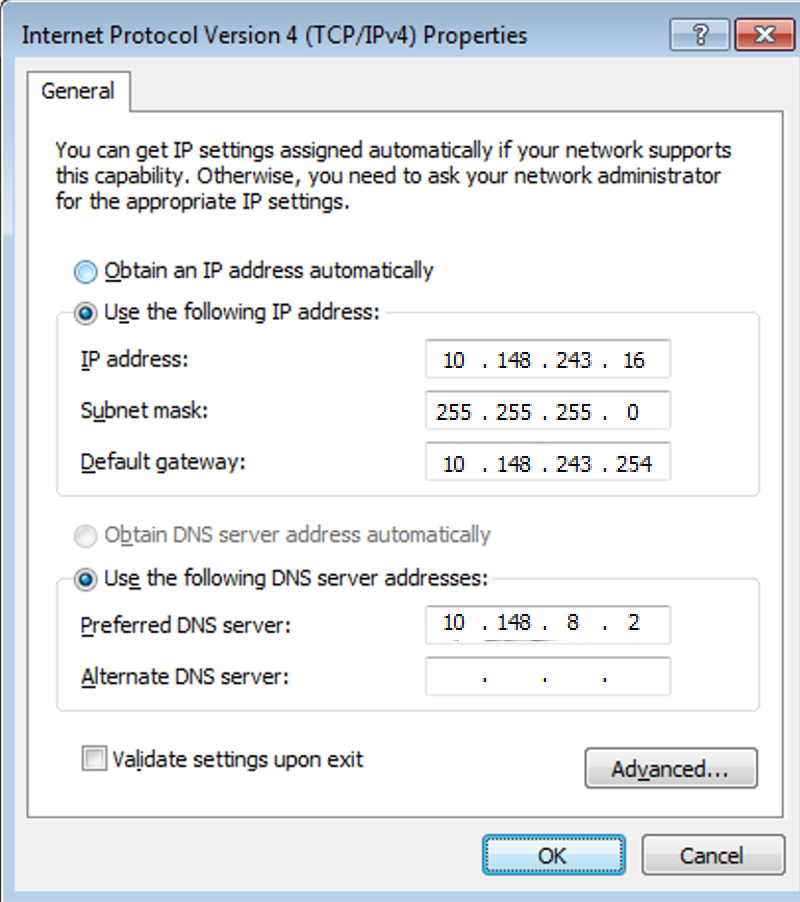 Internet Protocol Version 4 (TCP/IPv4) Properties
?
General
You can get IP settings assigned automatically if your network supports
this capability. Otherwise, you need to ask your network administrator
for the appropriate IP settings.
Obtain an IP address automatically
Use the following IP address:
IP address: 10 . 148 . 243 . 16
Subnet mask: 255 . 255 . 255 . 0
Default gateway: 10 . 148 . 243 . 254
Obtain DNS server address automatically
Use the following DNS server addresses:
Preferred DNS server: 10 . 148 . 8 . 2
Alternate DNS server: . . .
Validate settings upon exit
Advanced...
OK Cancel